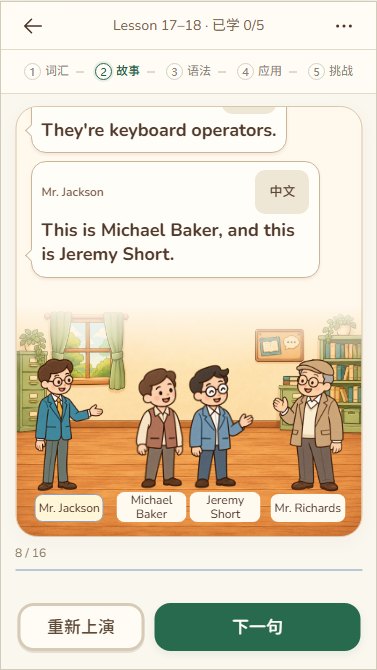 Lesson 17–18 · 已学 0/5
1 词汇
2 故事
3 语法
4 应用
5 挑战
They're keyboard operators.
Mr. Jackson
中文
This is Michael Baker, and this
is Jeremy Short.
Mr. Jackson
Michael
Baker
Jeremy
Short
Mr. Richards
8 / 16
重新上演
下一句